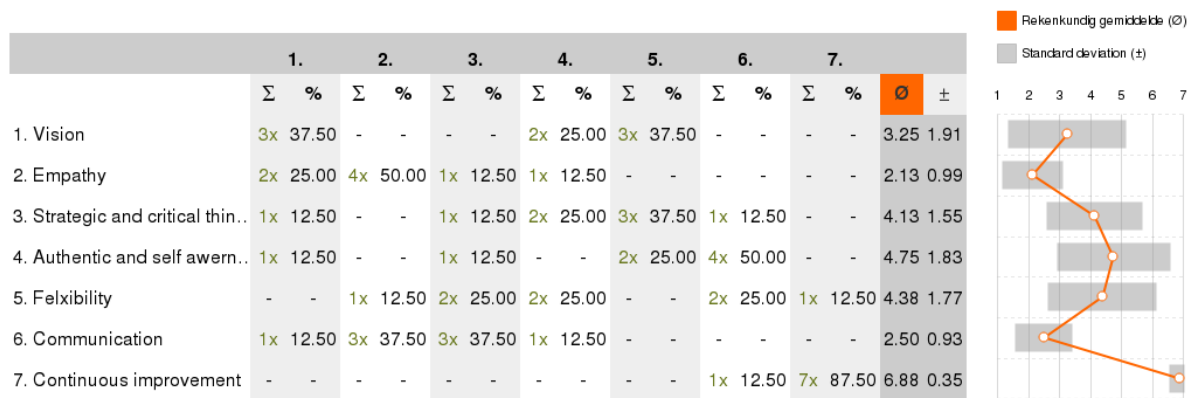 Rekenkundig gemiddelde (Ø)
Standard deviation (±)
1. 2. 3. 4. 5. 6. 7.
Σ % Σ % Σ % Σ % Σ % Σ % Σ % Ø ± 1 2 3 4 5 6 7
1. Vision 3x 37.50 - - - - 2x 25.00 3x 37.50 - - - - 3.25 1.91
2. Empathy 2x 25.00 4x 50.00 1x 12.50 1x 12.50 - - - - - - 2.13 0.99
3. Strategic and critical thin.. 1x 12.50 - - 1x 12.50 2x 25.00 3x 37.50 1x 12.50 - - 4.13 1.55
4. Authentic and self awern.. 1x 12.50 - - 1x 12.50 - - 2x 25.00 4x 50.00 - - 4.75 1.83
5. Felxibility - - 1x 12.50 2x 25.00 2x 25.00 - - 2x 25.00 1x 12.50 4.38 1.77
6. Communication 1x 12.50 3x 37.50 3x 37.50 1x 12.50 - - - - - - 2.50 0.93
7. Continuous improvement - - - - - - - - - - 1x 12.50 7x 87.50 6.88 0.35